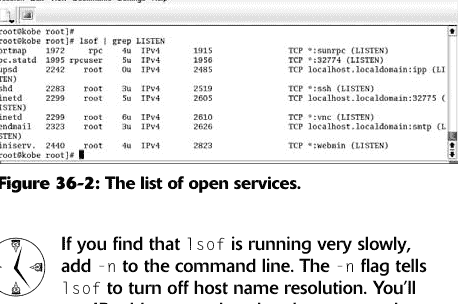 root@kobe root]#
root@kobe root]# lsof | grep LISTEN
ortmap 1972 rpc 4u IPv4 1915 TCP *:sunrpc (LISTEN)
pc.statd 1995 rpcuser 5u IPv4 1956 TCP *:32774 (LISTEN)
upsd 2242 root 0u IPv4 2485 TCP localhost.localdomain:ipp (LI
TEN)
shd 2283 root 3u IPv4 2519 TCP *:ssh (LISTEN)
inetd 2299 root 5u IPv4 2605 TCP localhost.localdomain:32775 (
ISTEN)
inetd 2299 root 6u IPv4 2610 TCP *:vnc (LISTEN)
endmail 2323 root 3u IPv4 2626 TCP localhost.localdomain:smtp (L
STEN)
iniserv. 2440 root 4u IPv4 2823 TCP *:webmin (LISTEN)
root@kobe root]#
Figure 36-2: The list of open services.
If you find that lsof is running very slowly,
add -n to the command line. The -n flag tells
lsof to turn off host name resolution. You'll